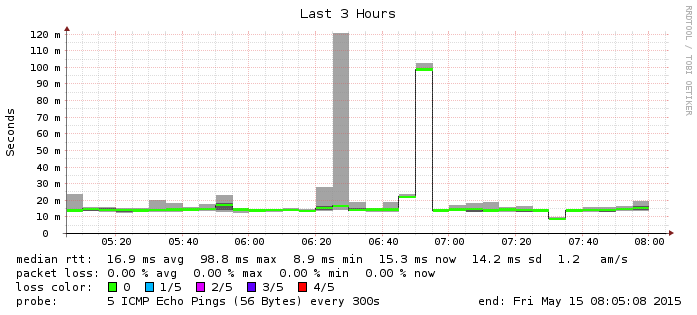 Last 3 Hours
RRDTOOL / TOBI OETIKER
Seconds
120 m
110 m
100 m
90 m
80 m
70 m
60 m
50 m
40 m
30 m
20 m
10 m
0
05:20 05:40 06:00 06:20 06:40 07:00 07:20 07:40 08:00
median rtt: 16.9 ms avg 98.8 ms max 8.9 ms min 15.3 ms now 14.2 ms sd 1.2 am/s
packet loss: 0.00 % avg 0.00 % max 0.00 % min 0.00 % now
loss color: 0 1/5 2/5 3/5 4/5
probe: 5 ICMP Echo Pings (56 Bytes) every 300s end: Fri May 15 08:05:08 2015